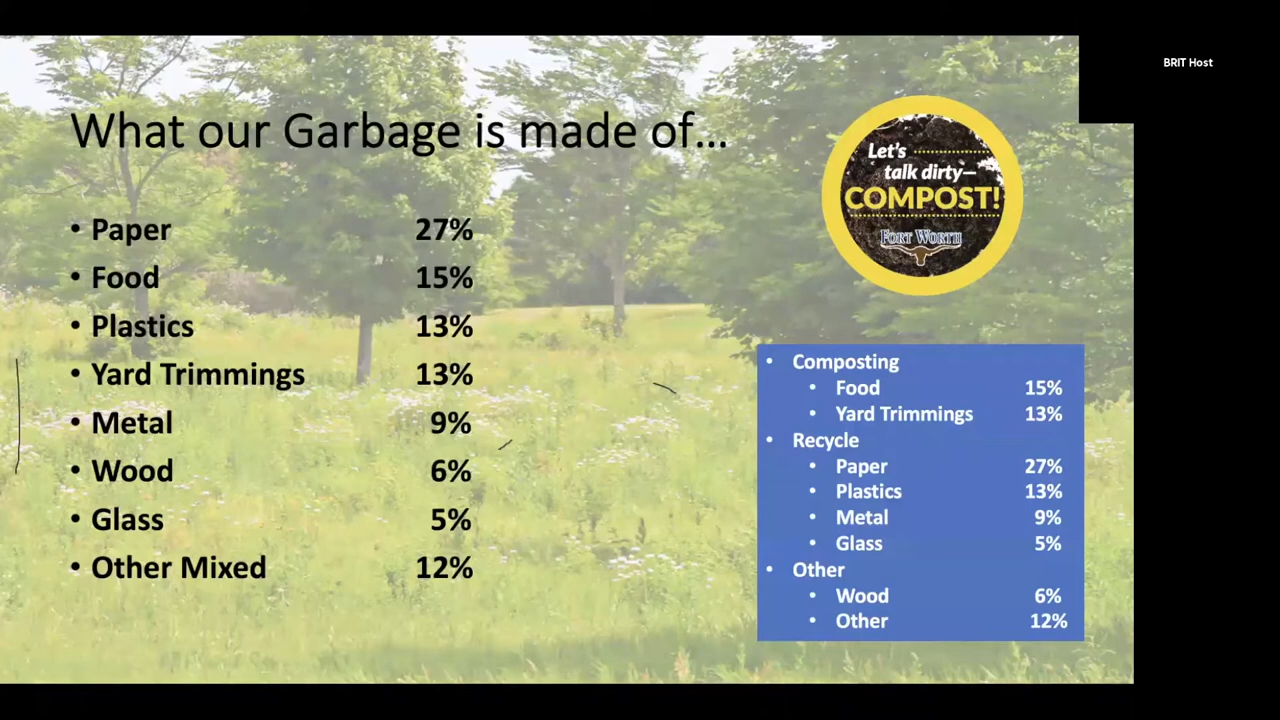 BRIT Host
What our Garbage is made of...
• Paper 27%
• Food 15%
• Plastics 13%
• Yard Trimmings 13%
• Metal 9%
• Wood 6%
• Glass 5%
• Other Mixed 12%
Let's
talk dirty—
COMPOST!
FORT WORTH
• Composting
• Food 15%
• Yard Trimmings 13%
• Recycle
• Paper 27%
• Plastics 13%
• Metal 9%
• Glass 5%
• Other
• Wood 6%
• Other 12%